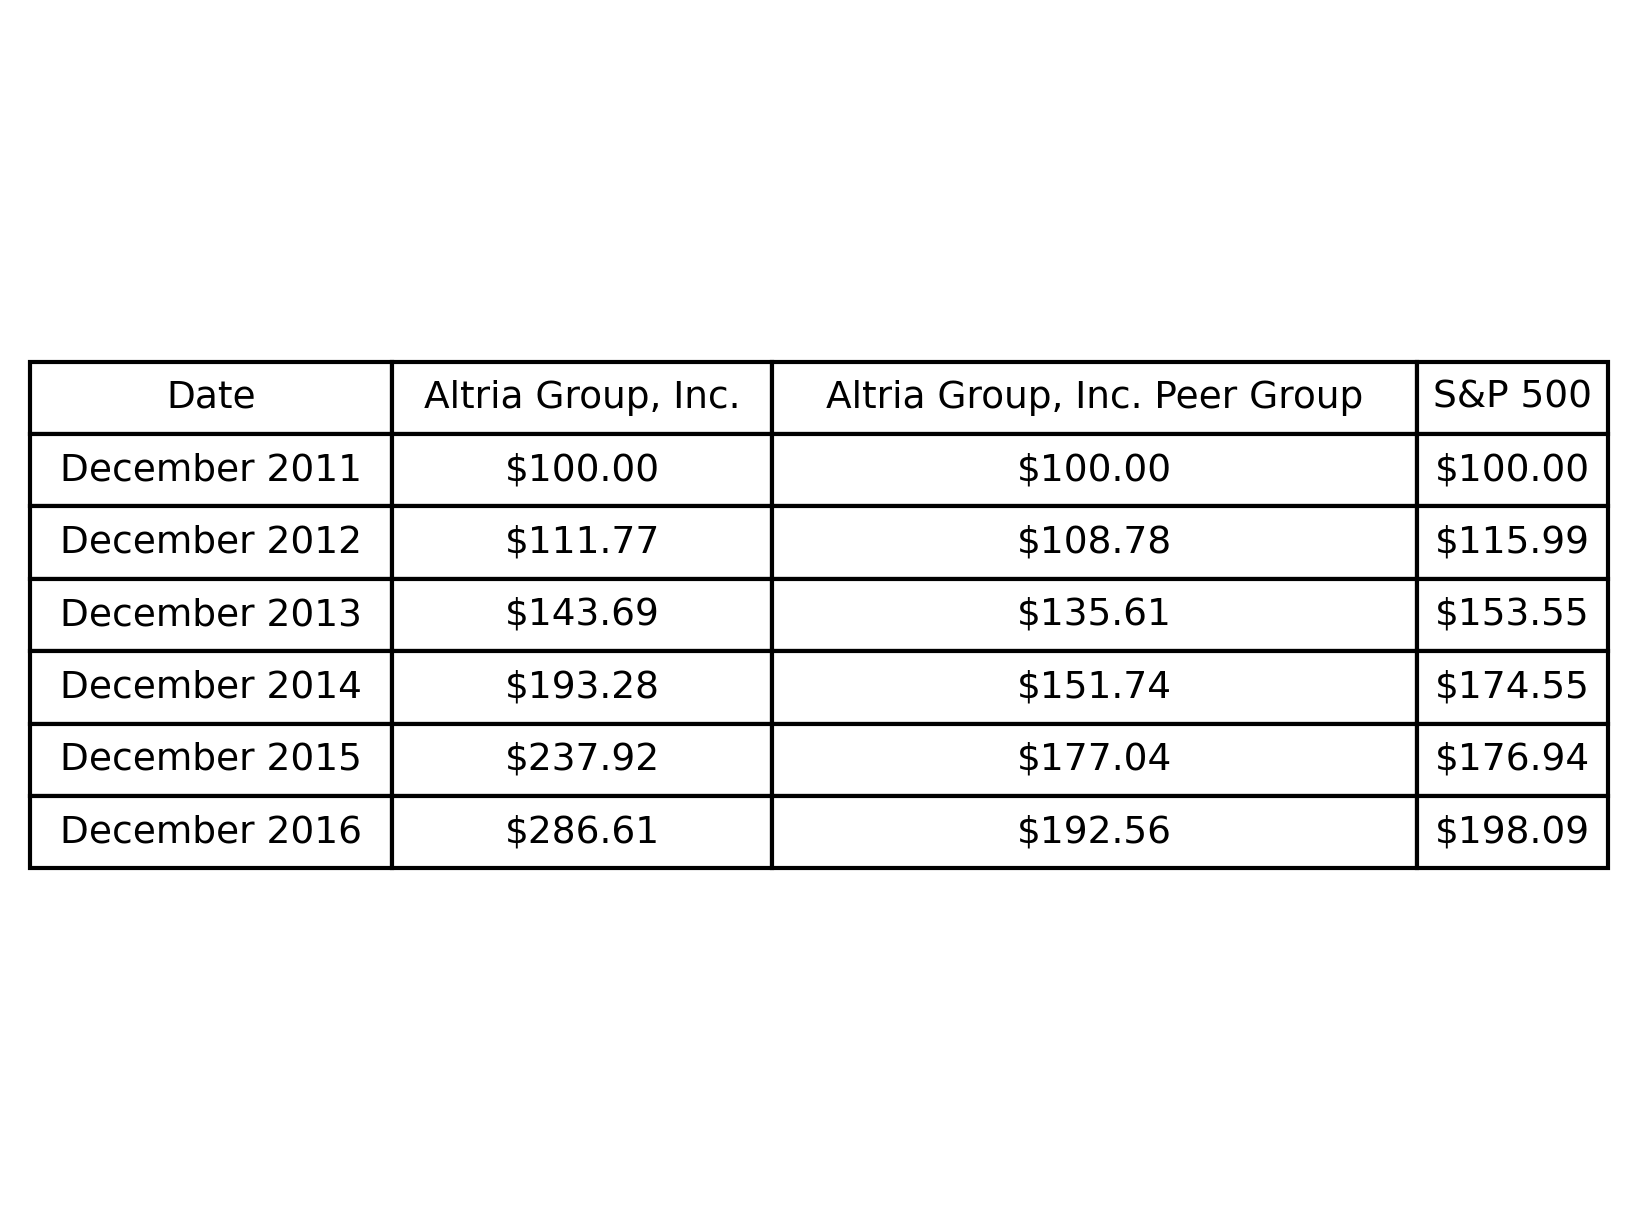 Date Altria Group, Inc. Altria Group, Inc. Peer Group S&P 500
December 2011 $100.00 $100.00 $100.00
December 2012 $111.77 $108.78 $115.99
December 2013 $143.69 $135.61 $153.55
December 2014 $193.28 $151.74 $174.55
December 2015 $237.92 $177.04 $176.94
December 2016 $286.61 $192.56 $198.09